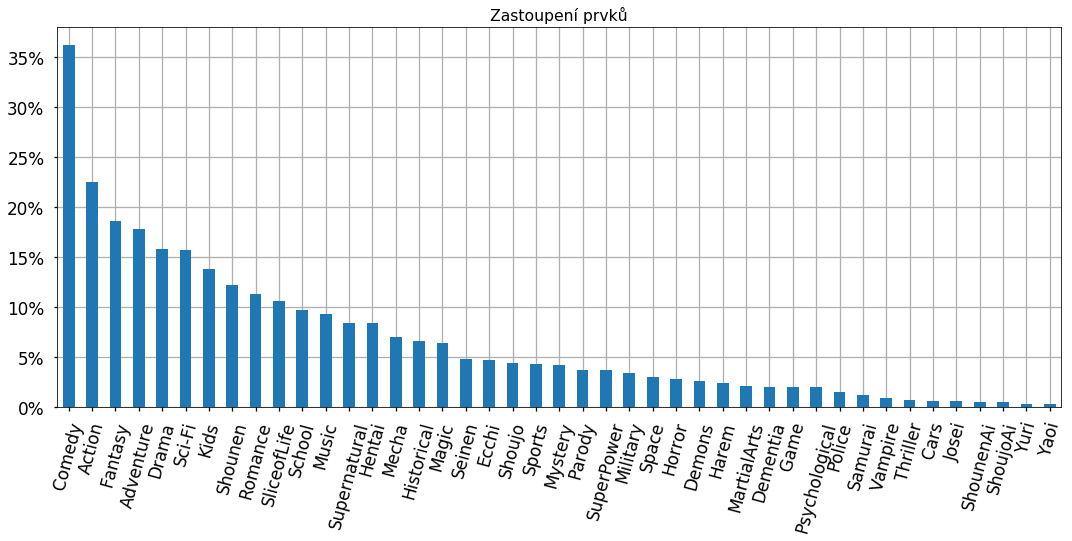 Zastoupení prvků
35%
30%
25%
20%
15%
10%
5%
0%
Comedy
Action
Fantasy
Adventure
Drama
Sci-Fi
Kids
Shounen
Romance
SliceofLife
School
Music
Supernatural
Hentai
Mecha
Historical
Magic
Seinen
Ecchi
Shoujo
Sports
Mystery
Parody
SuperPower
Military
Space
Horror
Demons
Harem
MartialArts
Dementia
Game
Psychological
Police
Samurai
Vampire
Thriller
Cars
Josei
ShounenAi
ShoujoAi
Yuri
Yaoi